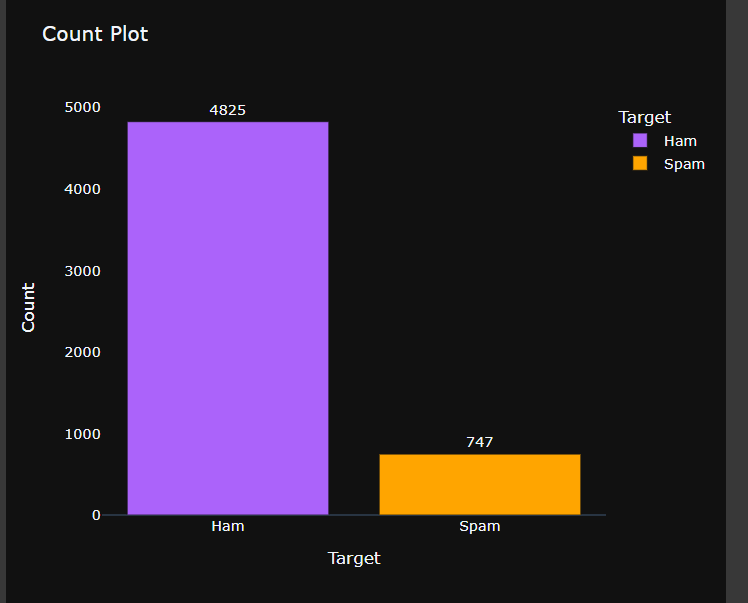 Count Plot
5000
4000
3000
2000
1000
0
Count
4825
747
Ham
Spam
Target
Target
Ham
Spam